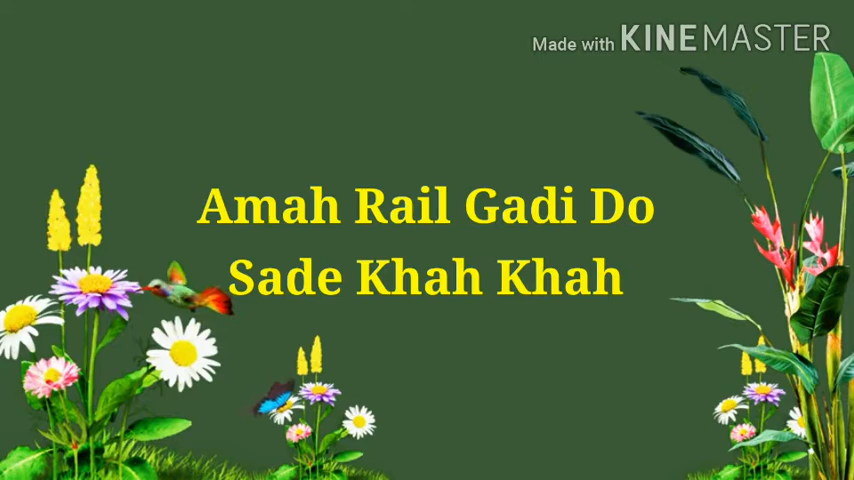 Made with KINEMASTER
Amah Rail Gadi Do
Sade Khah Khah